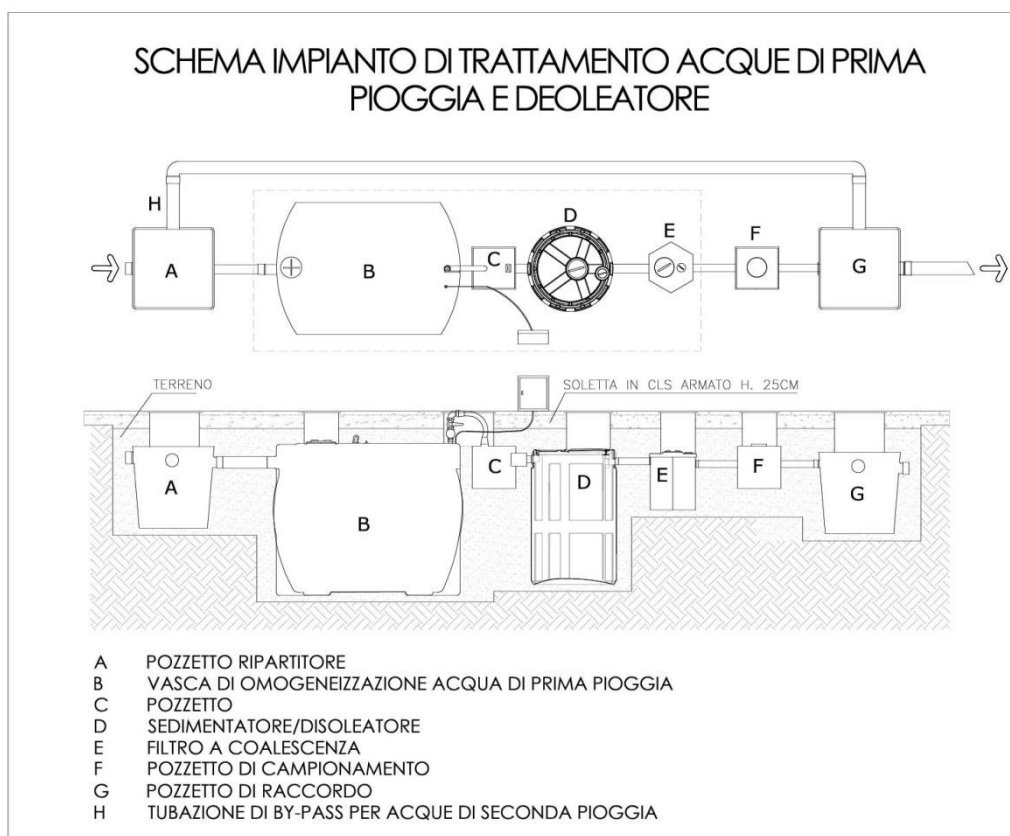 SCHEMA IMPIANTO DI TRATTAMENTO ACQUE DI PRIMA
PIOGGIA E DEOLEATORE
H
A
B
C
D
E
F
G
TERRENO
SOLETTA IN CLS ARMATO H. 25CM
A
B
C
D
E
F
G
A POZZETTO RIPARTITORE
B VASCA DI OMOGENEIZZAZIONE ACQUA DI PRIMA PIOGGIA
C POZZETTO
D SEDIMENTATORE/DISOLEATORE
E FILTRO A COALESCENZA
F POZZETTO DI CAMPIONAMENTO
G POZZETTO DI RACCORDO
H TUBAZIONE DI BY-PASS PER ACQUE DI SECONDA PIOGGIA